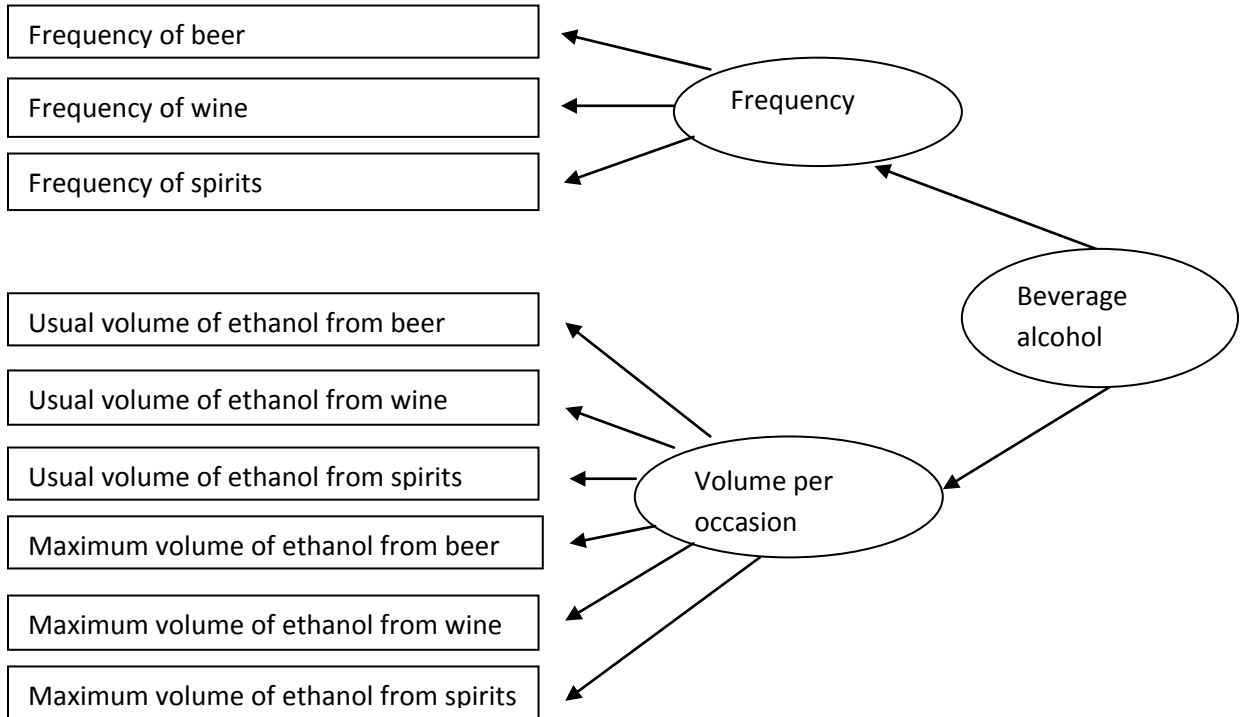 Frequency of beer
Frequency of wine
Frequency of spirits
Frequency
Beverage
alcohol
Usual volume of ethanol from beer
Usual volume of ethanol from wine
Usual volume of ethanol from spirits
Maximum volume of ethanol from beer
Maximum volume of ethanol from wine
Maximum volume of ethanol from spirits
Volume per
occasion